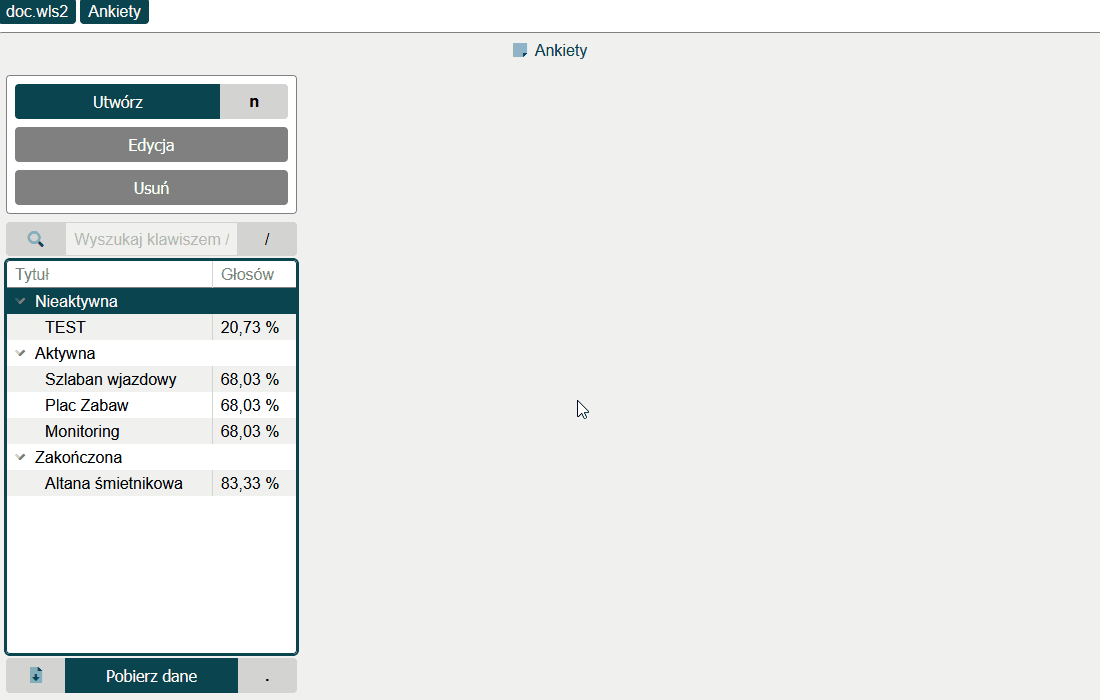 doc.wls2 Ankiety
Ankiety
Utwórz n
Edycja
Usuń
Wyszukaj klawiszem / /
Tytuł Głosów
Nieaktywna
TEST 20,73 %
Aktywna
Szlaban wjazdowy 68,03 %
Plac Zabaw 68,03 %
Monitoring 68,03 %
Zakończona
Altana śmietnikowa 83,33 %
Pobierz dane .